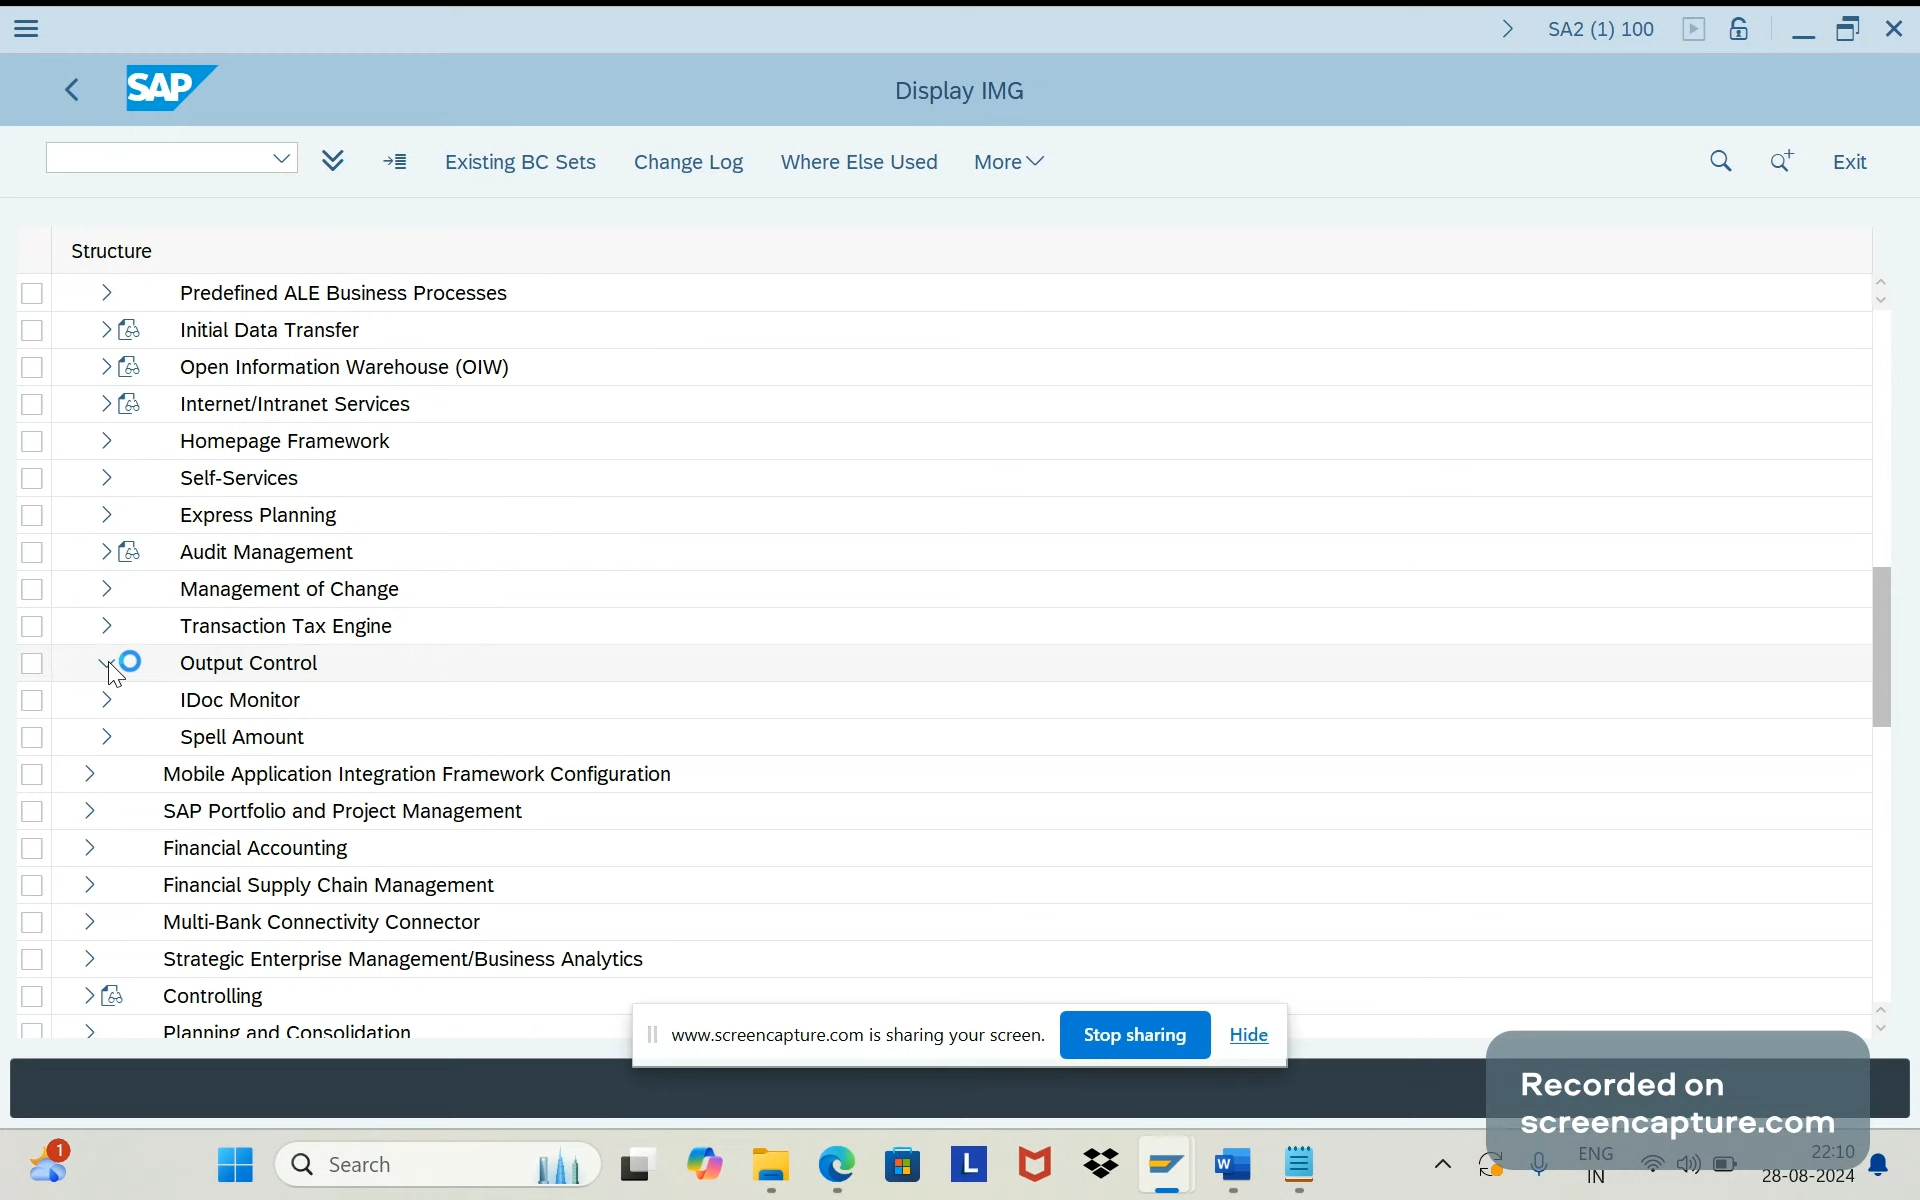 SA2 (1) 100
SAP
Display IMG
Existing BC Sets
Change Log
Where Else Used
More
Exit
Structure
Predefined ALE Business Processes
Initial Data Transfer
Open Information Warehouse (OIW)
Internet/Intranet Services
Homepage Framework
Self-Services
Express Planning
Audit Management
Management of Change
Transaction Tax Engine
Output Control
IDoc Monitor
Spell Amount
Mobile Application Integration Framework Configuration
SAP Portfolio and Project Management
Financial Accounting
Financial Supply Chain Management
Multi-Bank Connectivity Connector
Strategic Enterprise Management/Business Analytics
Controlling
Planning and Consolidation
www.screencapture.com is sharing your screen.
Stop sharing
Hide
Recorded on
screencapture.com
1
Search
L
W
ENG
IN
22:10
28-08-2024